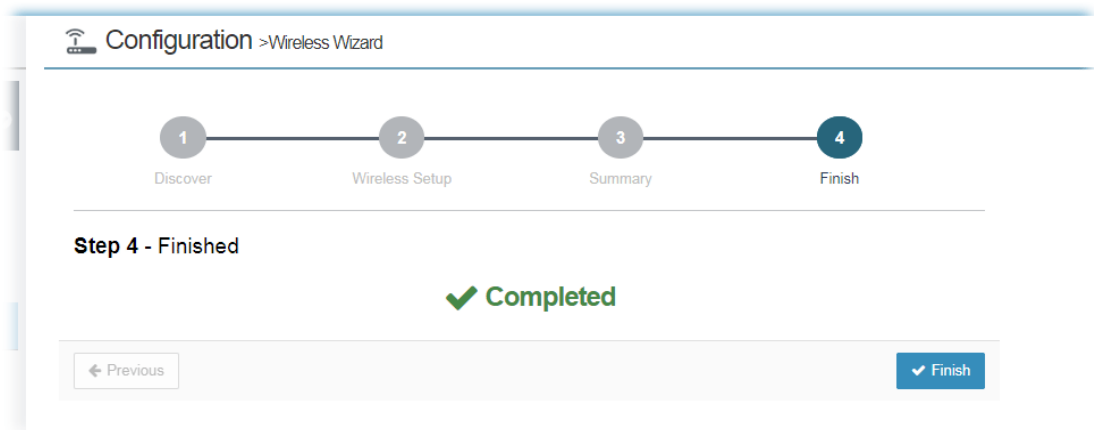 Configuration >Wireless Wizard
1 2 3 4
Discover Wireless Setup Summary Finish
Step 4 - Finished
Completed
Previous Finish